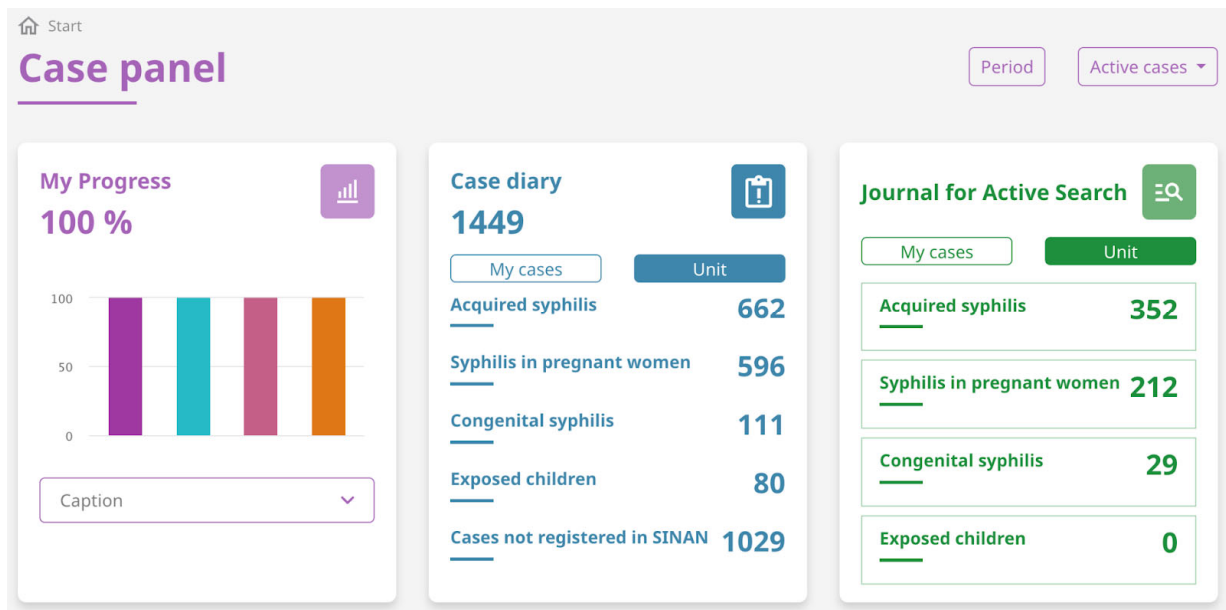 Start
Case panel
Period
Active cases
My Progress
100 %
100
50
0
Caption
Case diary
1449
My cases
Unit
Acquired syphilis
662
Syphilis in pregnant women
596
Congenital syphilis
111
Exposed children
80
Cases not registered in SINAN
1029
Journal for Active Search
My cases
Unit
Acquired syphilis
352
Syphilis in pregnant women
212
Congenital syphilis
29
Exposed children
0